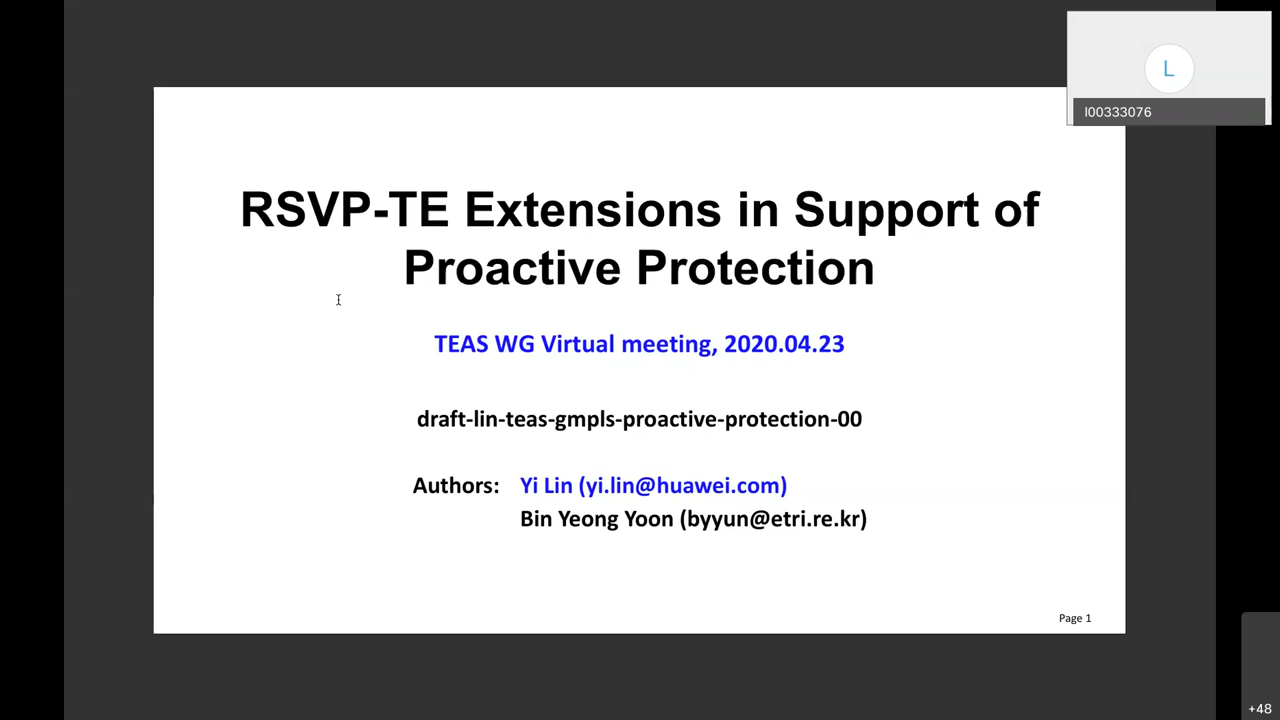 L
l00333076
RSVP-TE Extensions in Support of
Proactive Protection
TEAS WG Virtual meeting, 2020.04.23
draft-lin-teas-gmpls-proactive-protection-00
Authors: Yi Lin (yi.lin@huawei.com)
Bin Yeong Yoon (byyun@etri.re.kr)
Page 1
+48